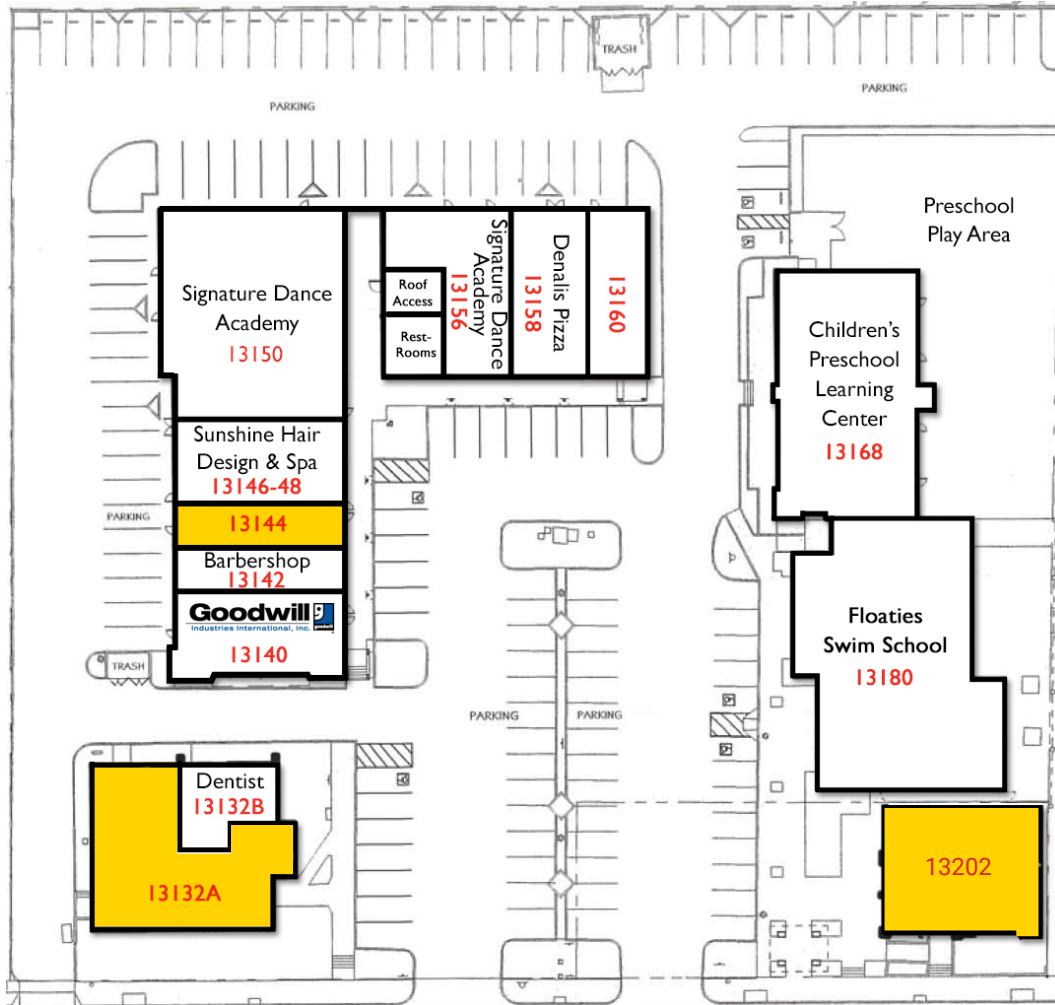 TRASH
PARKING
PARKING
Preschool
Play Area
Signature Dance
Academy
13150
Roof
Access
Rest-
Rooms
Signature Dance
Academy
13156
Denalis Pizza
13158
13160
Children's
Preschool
Learning
Center
13168
Sunshine Hair
Design & Spa
13146-48
PARKING
13144
Barbershop
13142
Goodwill
Industries International, Inc.
goodwill
13140
TRASH
Floaties
Swim School
13180
PARKING
PARKING
Dentist
13132B
13132A
13202